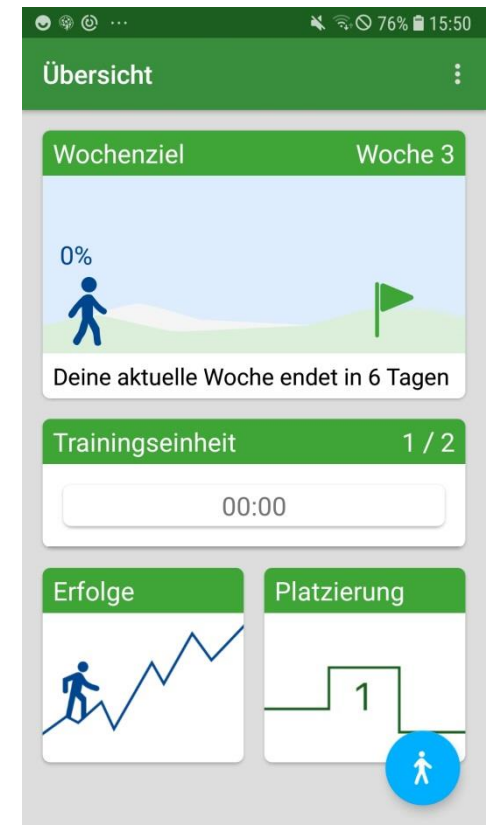 76% 15:50
Übersicht
Wochenziel Woche 3
0%
Deine aktuelle Woche endet in 6 Tagen
Trainingseinheit 1 / 2
00:00
Erfolge Platzierung
1